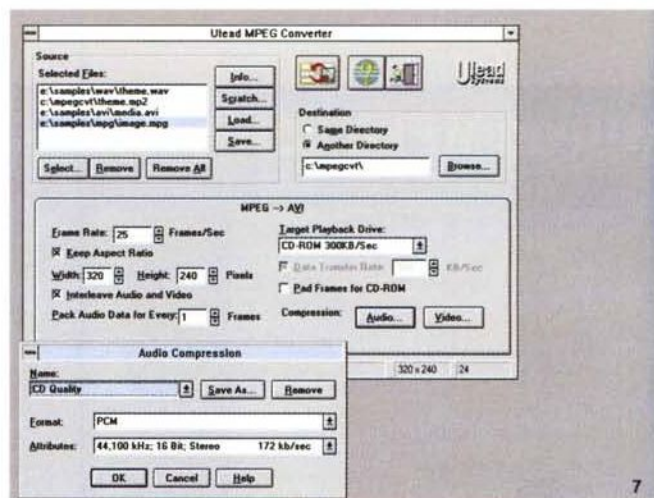 Ulead MPEG Converter
Source
Selected Files:
e:\samples\wav\theme.wav
c:\mpegcvt\theme.mp2
e:\samples\avi\media.avi
e:\samples\mpg\image.mpg
Info...
Scratch...
Load...
Save...
Select... Remove Remove All
Ulead
Systems
Destination
Same Directory
Another Directory
c:\mpegcvt\ Browse...
MPEG -> AVI
Frame Rate: 25 Frames/Sec
Keep Aspect Ratio
Width: 320 Height: 240 Pixels
Interleave Audio and Video
Pack Audio Data for Every: 1 Frames
Target Playback Drive:
CD-ROM 300KB/Sec
Data Transfer Rate: KB/Sec
Pad Frames for CD-ROM
Compression: Audio... Video...
320 x 240 24
Audio Compression
Name:
CD Quality Save As... Remove
Format: PCM
Attributes: 44,100 kHz; 16 Bit; Stereo 172 kb/sec
OK Cancel Help
7